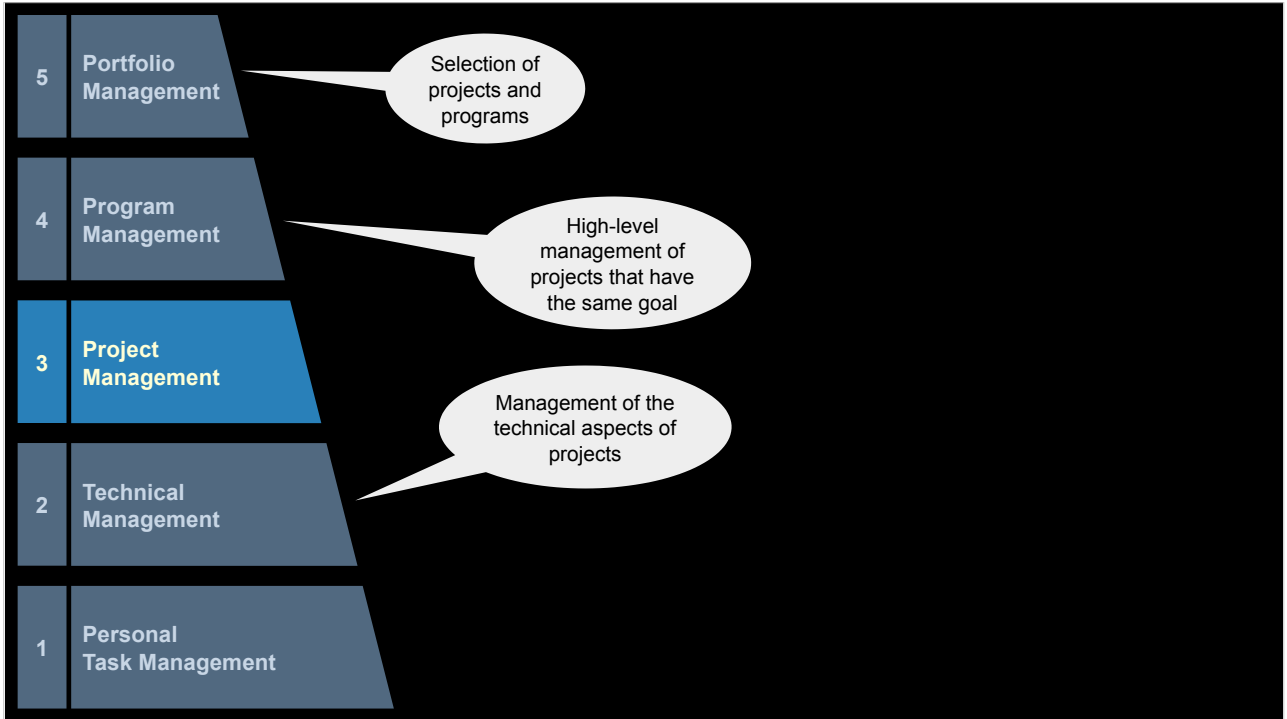 5
Portfolio
Management
Selection of
projects and
programs
4
Program
Management
High-level
management of
projects that have
the same goal
3
Project
Management
Management of the
technical aspects of
projects
2
Technical
Management
1
Personal
Task Management